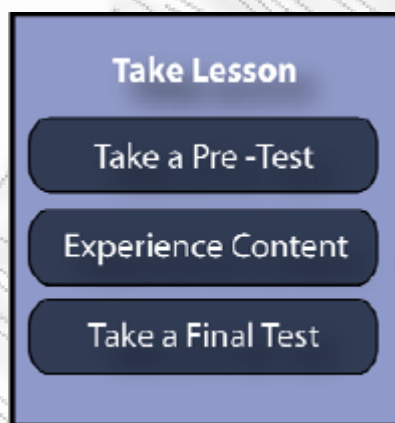 Take Lesson
Take a Pre -Test
Experience Content
Take a Final Test